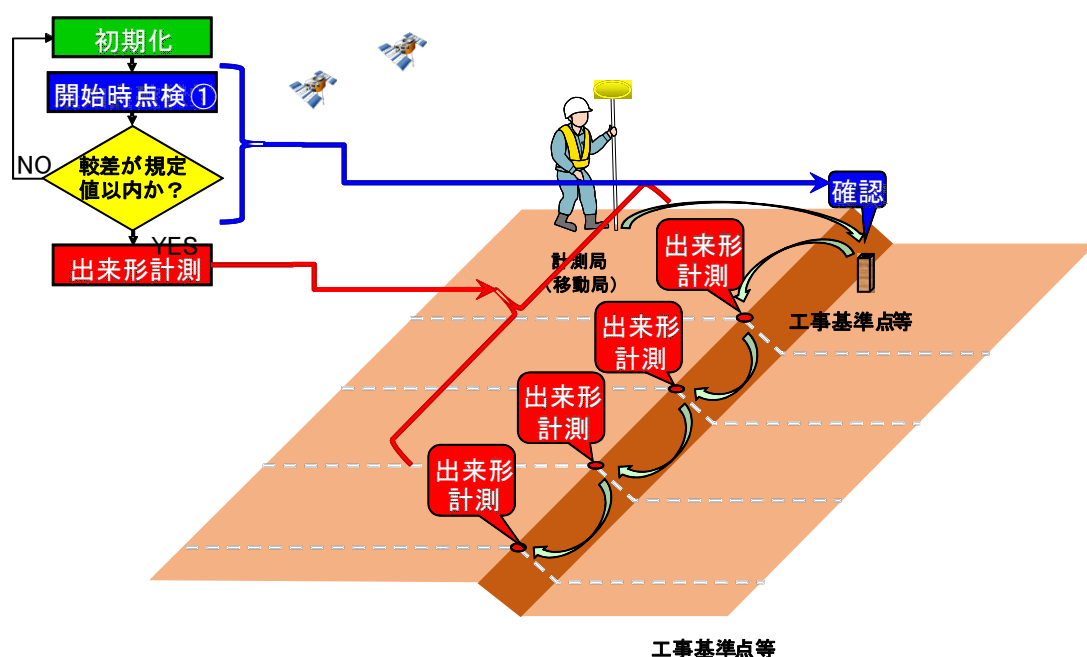 初期化
開始時点検①
較差が規定
値以内か？
NO
YES
出来形計測
確認
計測局
（移動局）
工事基準点等
出来形
計測
出来形
計測
出来形
計測
出来形
計測
工事基準点等